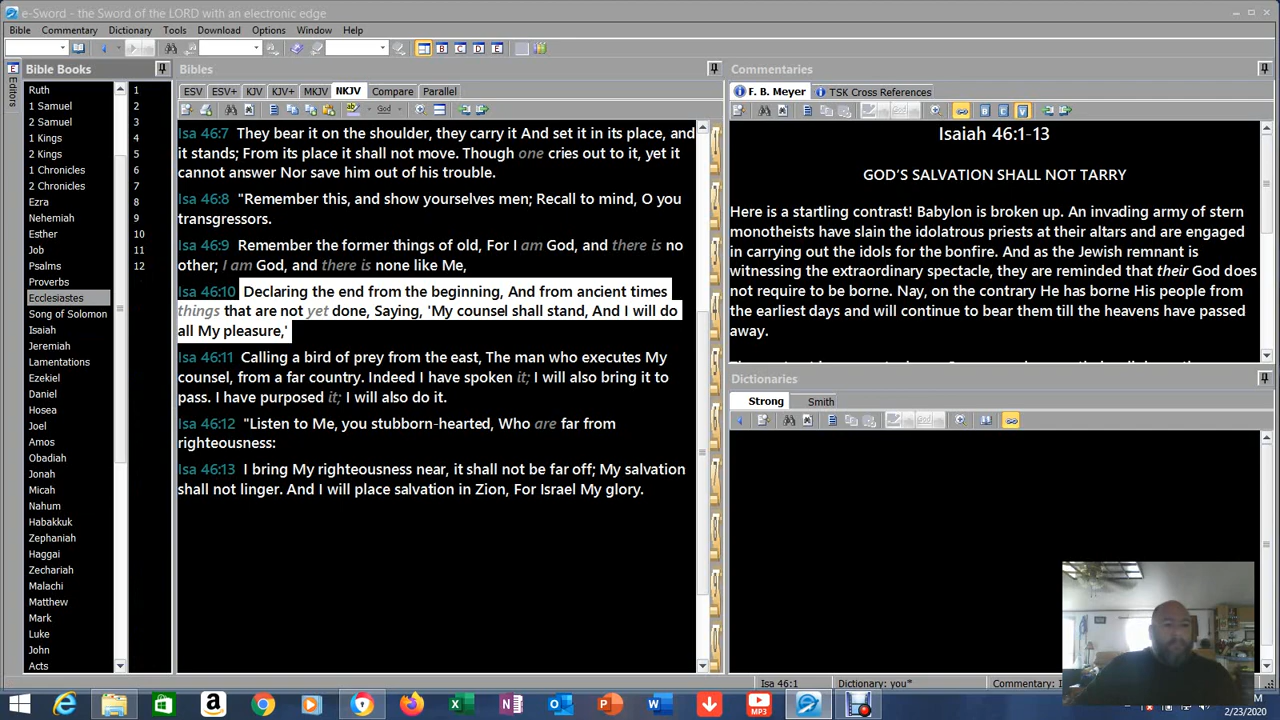 e-Sword - the Sword of the LORD with an electronic edge
Bible Commentary Dictionary Tools Download Options Window Help
B C D E
Editors
Bible Books
Ruth
1 Samuel
2 Samuel
1 Kings
2 Kings
1 Chronicles
2 Chronicles
Ezra
Nehemiah
Esther
Job
Psalms
Proverbs
Ecclesiastes
Song of Solomon
Isaiah
Jeremiah
Lamentations
Ezekiel
Daniel
Hosea
Joel
Amos
Obadiah
Jonah
Micah
Nahum
Habakkuk
Zephaniah
Haggai
Zechariah
Malachi
Matthew
Mark
Luke
John
Acts
1
2
3
4
5
6
7
8
9
10
11
12
Bibles
ESV ESV+ KJV KJV+ MKJV NKJV Compare Parallel
God
Isa 46:7 They bear it on the shoulder, they carry it And set it in its place, and
it stands; From its place it shall not move. Though one cries out to it, yet it
cannot answer Nor save him out of his trouble.
Isa 46:8 "Remember this, and show yourselves men; Recall to mind, O you
transgressors.
Isa 46:9 Remember the former things of old, For I am God, and there is no
other; I am God, and there is none like Me,
Isa 46:10 Declaring the end from the beginning, And from ancient times
things that are not yet done, Saying, 'My counsel shall stand, And I will do
all My pleasure,'
Isa 46:11 Calling a bird of prey from the east, The man who executes My
counsel, from a far country. Indeed I have spoken it; I will also bring it to
pass. I have purposed it; I will also do it.
Isa 46:12 "Listen to Me, you stubborn-hearted, Who are far from
righteousness:
Isa 46:13 I bring My righteousness near, it shall not be far off; My salvation
shall not linger. And I will place salvation in Zion, For Israel My glory.
Commentaries
F. B. Meyer TSK Cross References
God B C V
Isaiah 46:1-13
GOD'S SALVATION SHALL NOT TARRY
Here is a startling contrast! Babylon is broken up. An invading army of stern
monotheists have slain the idolatrous priests at their altars and are engaged
in carrying out the idols for the bonfire. And as the Jewish remnant is
witnessing the extraordinary spectacle, they are reminded that their God does
not require to be borne. Nay, on the contrary He has borne His people from
the earliest days and will continue to bear them till the heavens have passed
away.
Dictionaries
Strong Smith
God
Isa 46:1 Dictionary: you* Commentary: I
MP3
M
2/23/2020